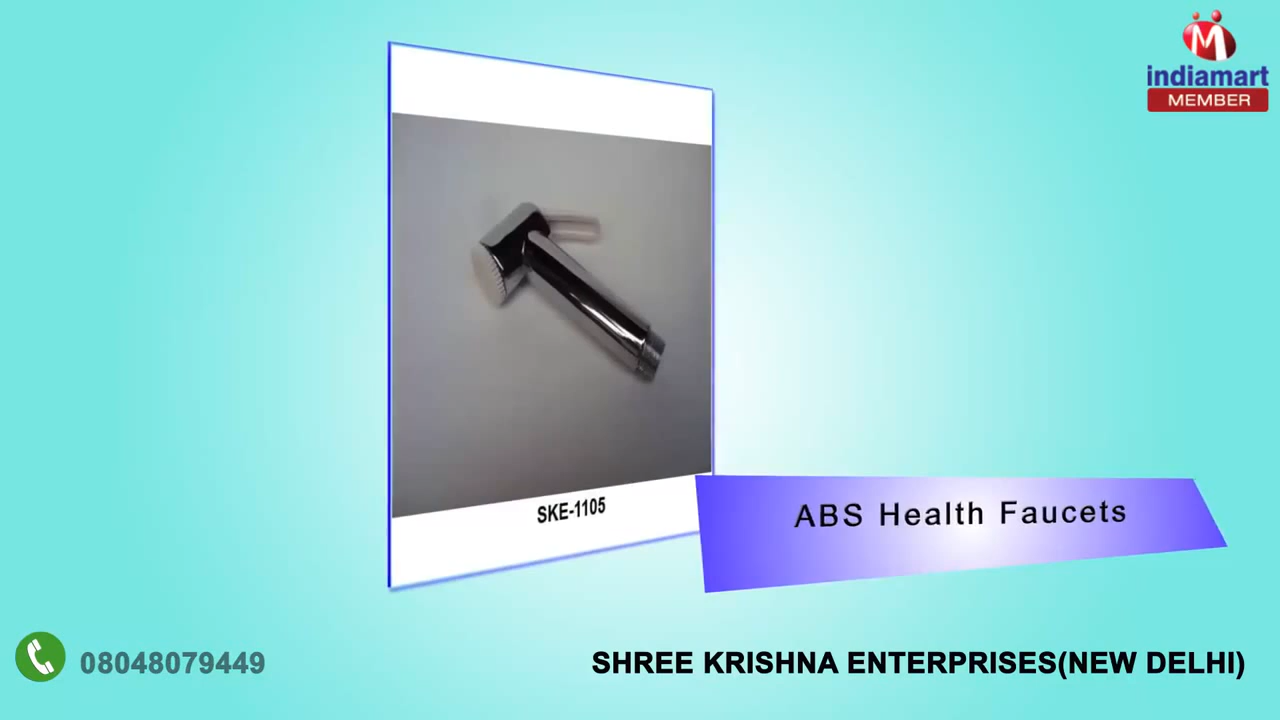 M
indiamart
MEMBER
SKE-1105
ABS Health Faucets
08048079449
SHREE KRISHNA ENTERPRISES(NEW DELHI)